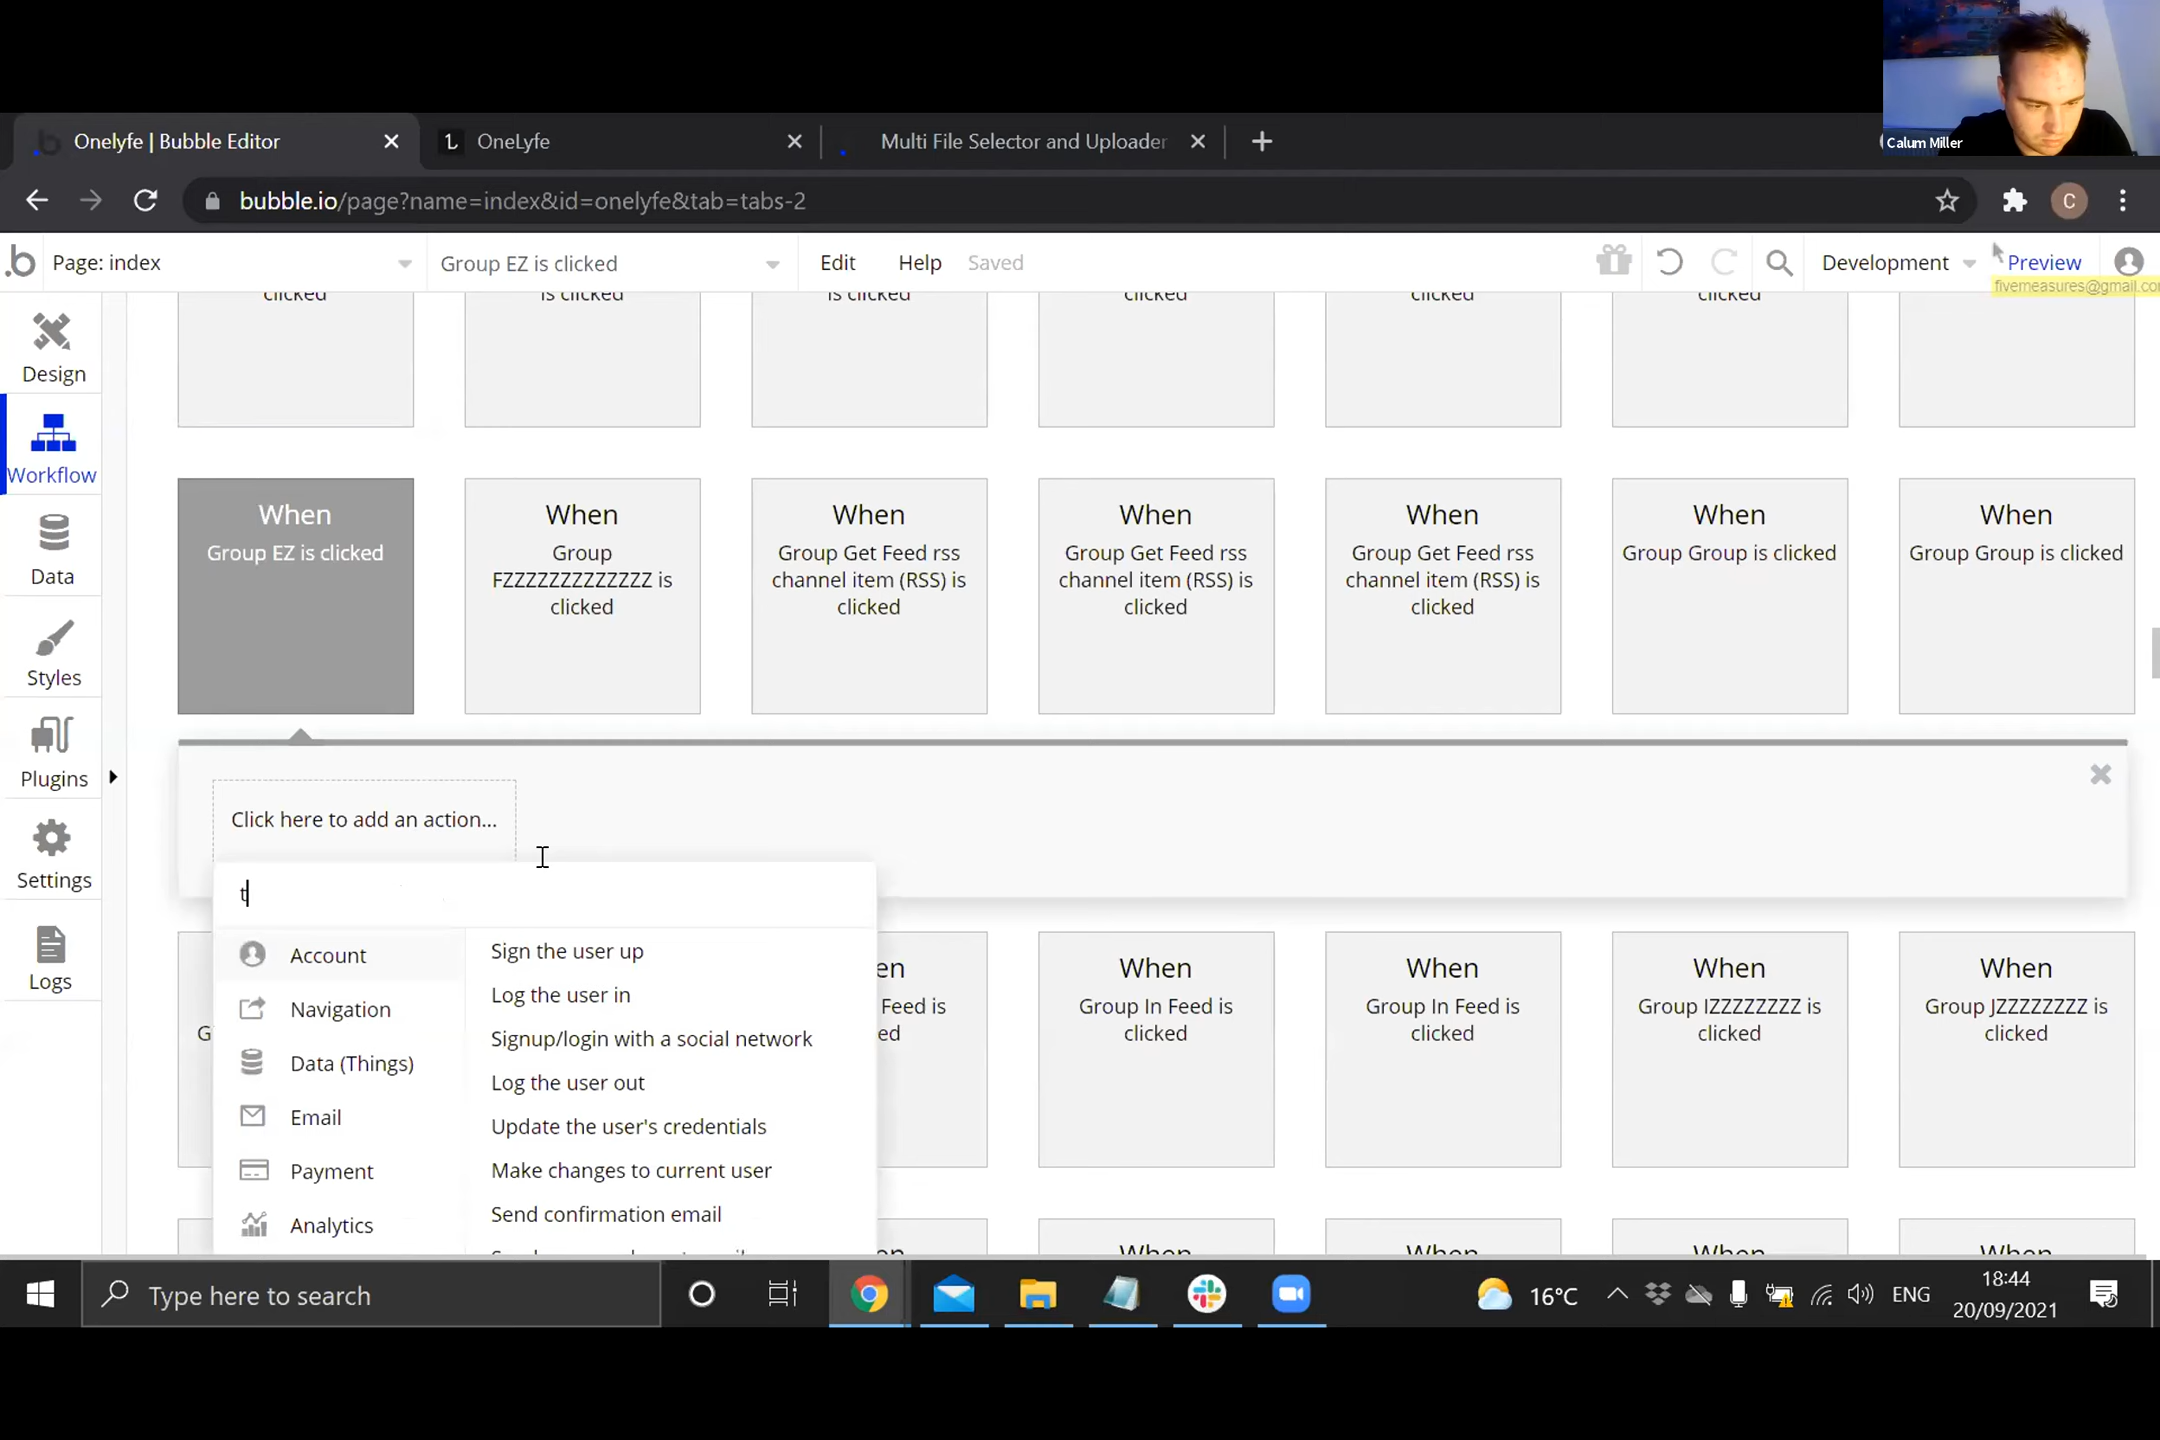 Calum Miller
Onelyfe | Bubble Editor
OneLyfe
Multi File Selector and Uploader
bubble.io/page?name=index&id=onelyfe&tab=tabs-2
C
Page: index
Group EZ is clicked
Edit
Help
Saved
Development
Preview
fivemeasures@gmail.co
clicked
is clicked
is clicked
clicked
clicked
clicked
Design
Workflow
Data
Styles
Plugins
Settings
Logs
When
Group EZ is clicked
When
Group
FZZZZZZZZZZZZZ is
clicked
When
Group Get Feed rss
channel item (RSS) is
clicked
When
Group Get Feed rss
channel item (RSS) is
clicked
When
Group Get Feed rss
channel item (RSS) is
clicked
When
Group Group is clicked
When
Group Group is clicked
Click here to add an action...
t
Account
Navigation
Data (Things)
Email
Payment
Analytics
Sign the user up
Log the user in
Signup/login with a social network
Log the user out
Update the user's credentials
Make changes to current user
Send confirmation email
G
en
Feed is
ed
When
Group In Feed is
clicked
When
Group In Feed is
clicked
When
Group IZZZZZZZZ is
clicked
When
Group JZZZZZZZZ is
clicked
en
When
When
When
When
Type here to search
16°C
ENG
18:44
20/09/2021